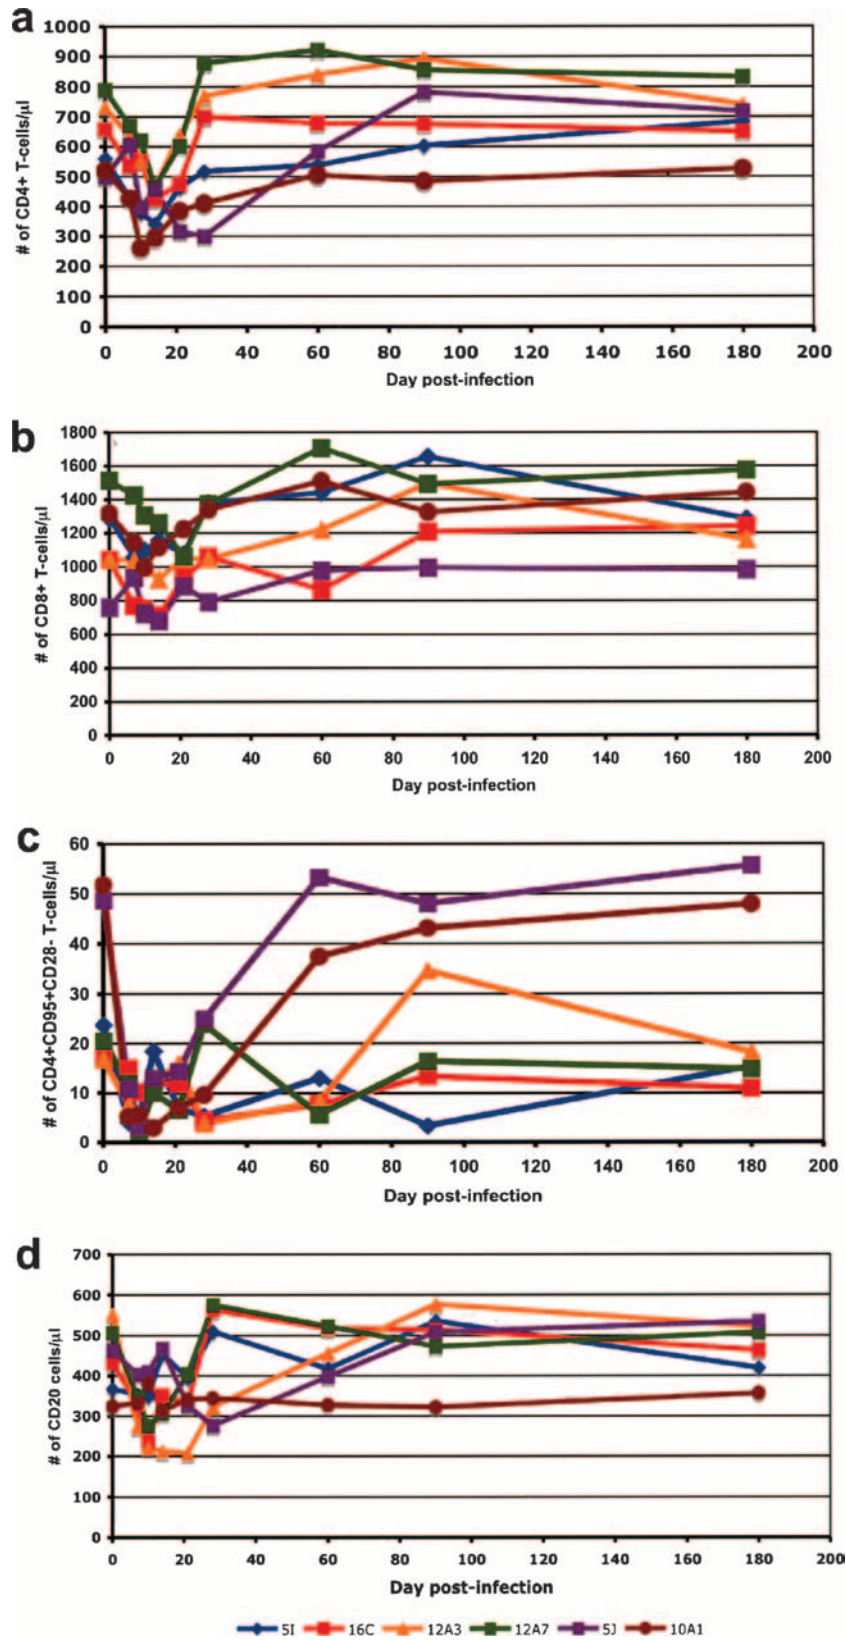 a
# of CD4+ T-cells/µl
1000
900
800
700
600
500
400
300
200
100
0
0 20 40 60 80 100 120 140 160 180 200
Day post-infection
b
# of CD8+ T-cells/µl
1800
1600
1400
1200
1000
800
600
400
200
0
0 20 40 60 80 100 120 140 160 180 200
Day post-infection
c
# of CD4+CD95+CD28- T-cells/µl
60
50
40
30
20
10
0
0 20 40 60 80 100 120 140 160 180 200
Day post-infection
d
# of CD20 cells/µl
700
600
500
400
300
200
100
0
0 20 40 60 80 100 120 140 160 180 200
Day post-infection
5I 16C 12A3 12A7 5J 10A1